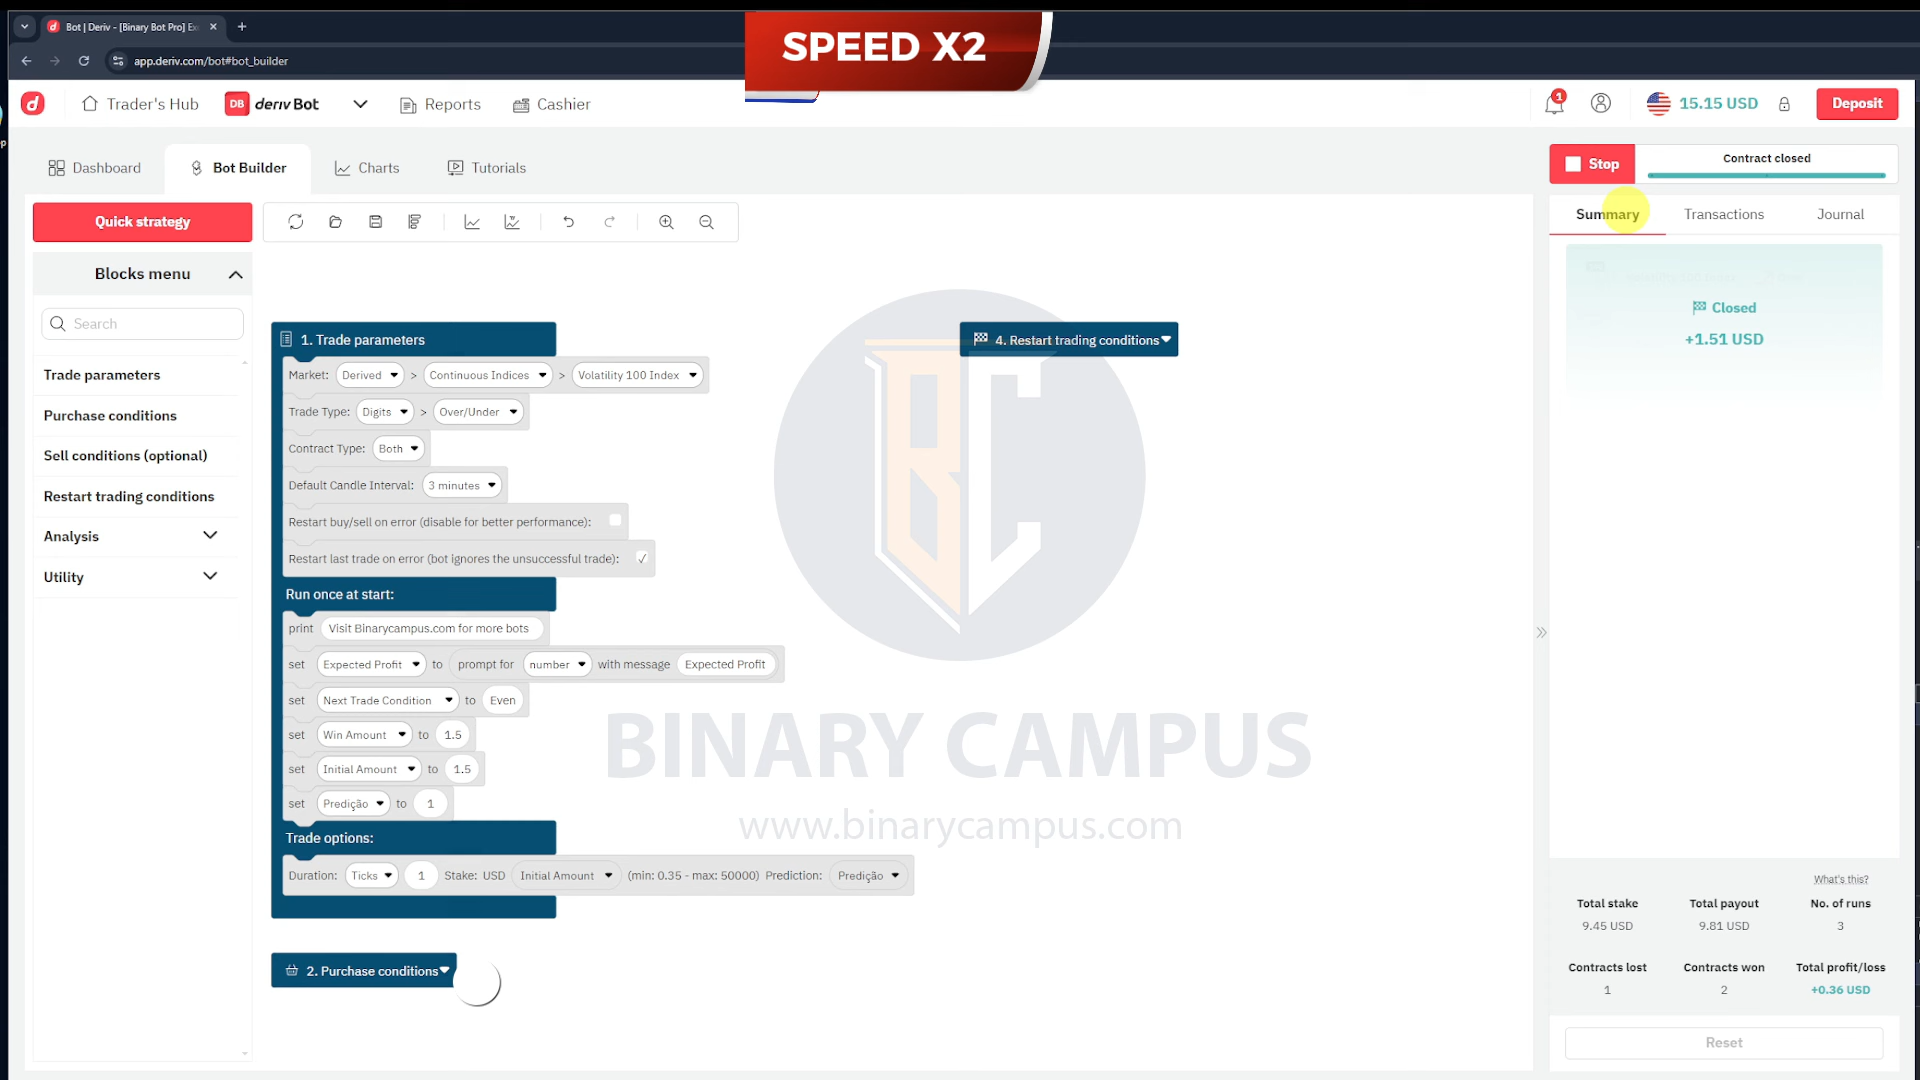 Bot | Deriv - [Binary Bot Pro] Ex
SPEED X2
app.deriv.com/bot#bot_builder
Trader's Hub
DB
deriv Bot
Reports
Cashier
1
15.15 USD
Deposit
Dashboard
Bot Builder
Charts
Tutorials
Stop
Contract closed
Quick strategy
Summary
Transactions
Journal
Blocks menu
Search
Closed
+1.51 USD
Trade parameters
Purchase conditions
Sell conditions (optional)
Restart trading conditions
Analysis
Utility
1. Trade parameters
Market: Derived > Continuous Indices > Volatility 100 Index
Trade Type: Digits > Over/Under
Contract Type: Both
Default Candle Interval: 3 minutes
Restart buy/sell on error (disable for better performance):
Restart last trade on error (bot ignores the unsuccessful trade): ✓
Run once at start:
print Visit Binarycampus.com for more bots
set Expected Profit to prompt for number with message Expected Profit
set Next Trade Condition to Even
set Win Amount to 1.5
set Initial Amount to 1.5
set Predição to 1
Trade options:
Duration: Ticks 1 Stake: USD Initial Amount (min: 0.35 - max: 50000) Prediction: Predição
2. Purchase conditions
4. Restart trading conditions
BC
BINARY CAMPUS
www.binarycampus.com
What's this?
Total stake
Total payout
No. of runs
9.45 USD
9.81 USD
3
Contracts lost
Contracts won
Total profit/loss
1
2
+0.36 USD
Reset